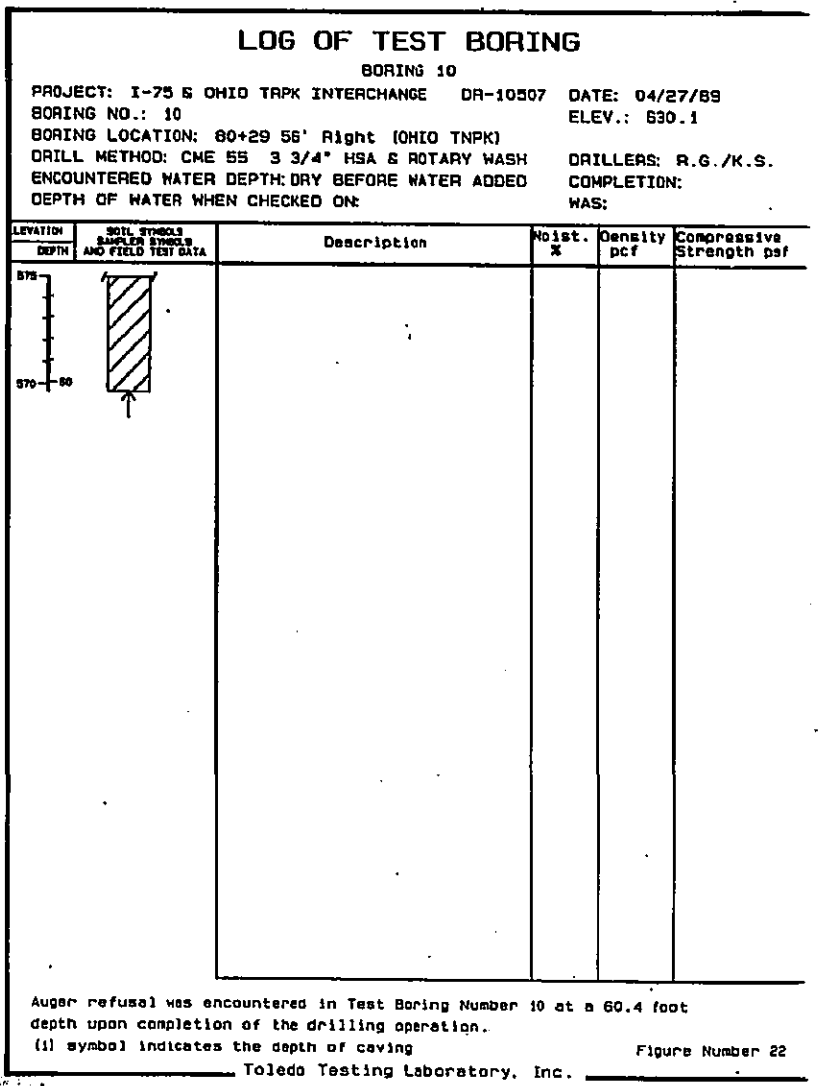 LOG OF TEST BORING
BORING 10
PROJECT: I-75 & OHIO TRPK INTERCHANGE DR-10507 DATE: 04/27/89
BORING NO.: 10 ELEV.: 630.1
BORING LOCATION: 80+29 56' Right (OHIO TNPK)
DRILL METHOD: CME 55 3 3/4" HSA & ROTARY WASH DRILLERS: R.G./K.S.
ENCOUNTERED WATER DEPTH: DRY BEFORE WATER ADDED COMPLETION:
DEPTH OF WATER WHEN CHECKED ON: WAS:
LEVATION
DEPTH
SOIL SYMBOLS
SAMPLER SYMBOLS
AND FIELD TEST DATA
Description
Moist. %
Density pcf
Compressive Strength psf
575
570 60
Auger refusal was encountered in Test Boring Number 10 at a 60.4 foot
depth upon completion of the drilling operation.
(i) symbol indicates the depth of caving Figure Number 22
Toledo Testing Laboratory, Inc.